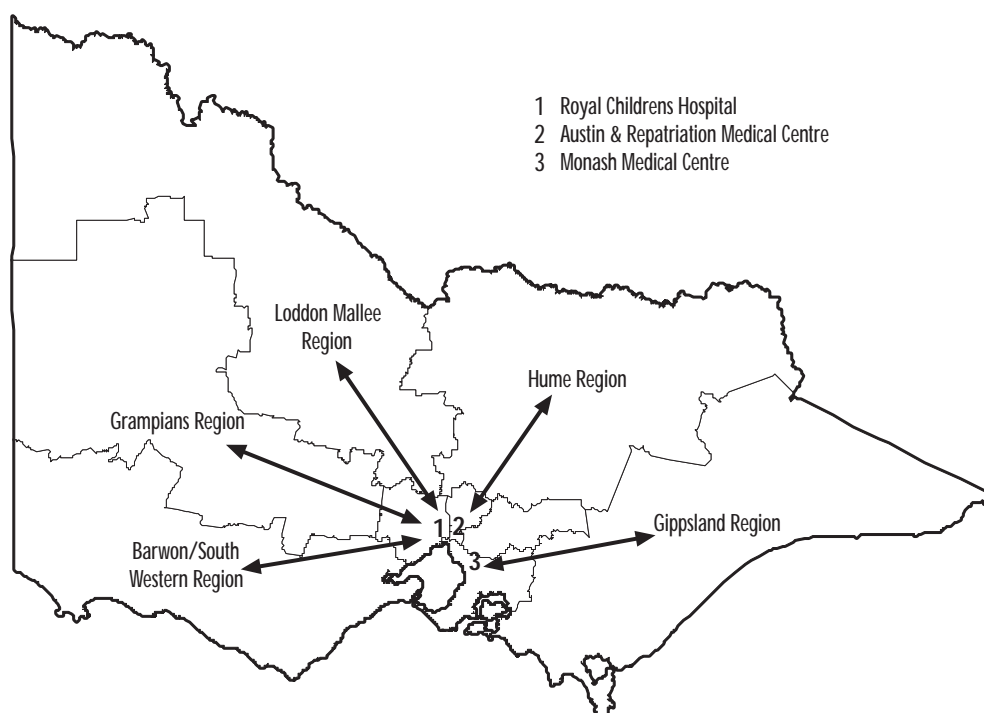 1 Royal Childrens Hospital
2 Austin & Repatriation Medical Centre
3 Monash Medical Centre
Loddon Mallee
Region
Hume Region
Grampians Region
1 2
Gippsland Region
Barwon/South
Western Region
3